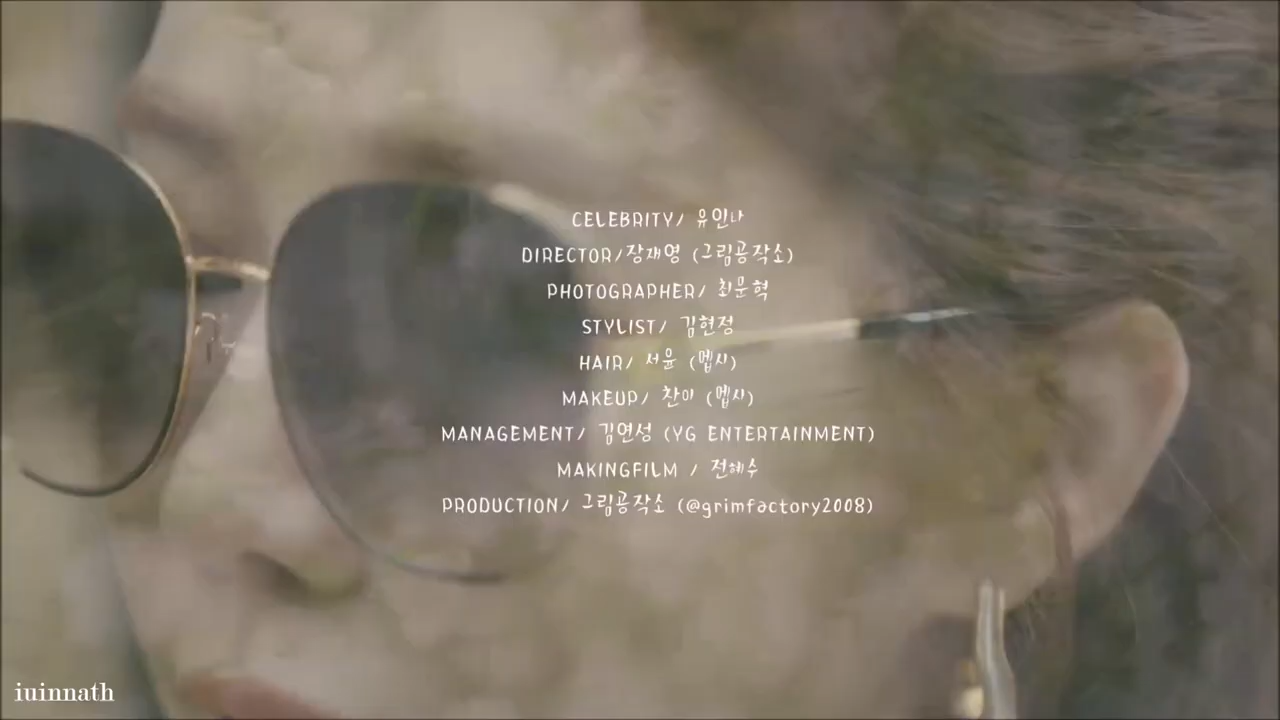 CELEBRITY/ 유인나
DIRECTOR/장재영 (그림공작소)
PHOTOGRAPHER/ 최문혁
STYLIST/ 김현정
HAIR/ 서윤 (멥시)
MAKEUP/ 찬이 (멥시)
MANAGEMENT/ 김연성 (YG ENTERTAINMENT)
MAKINGFILM / 전혜수
PRODUCTION/ 그림공작소 (@grimfactory2008)
iuinnath